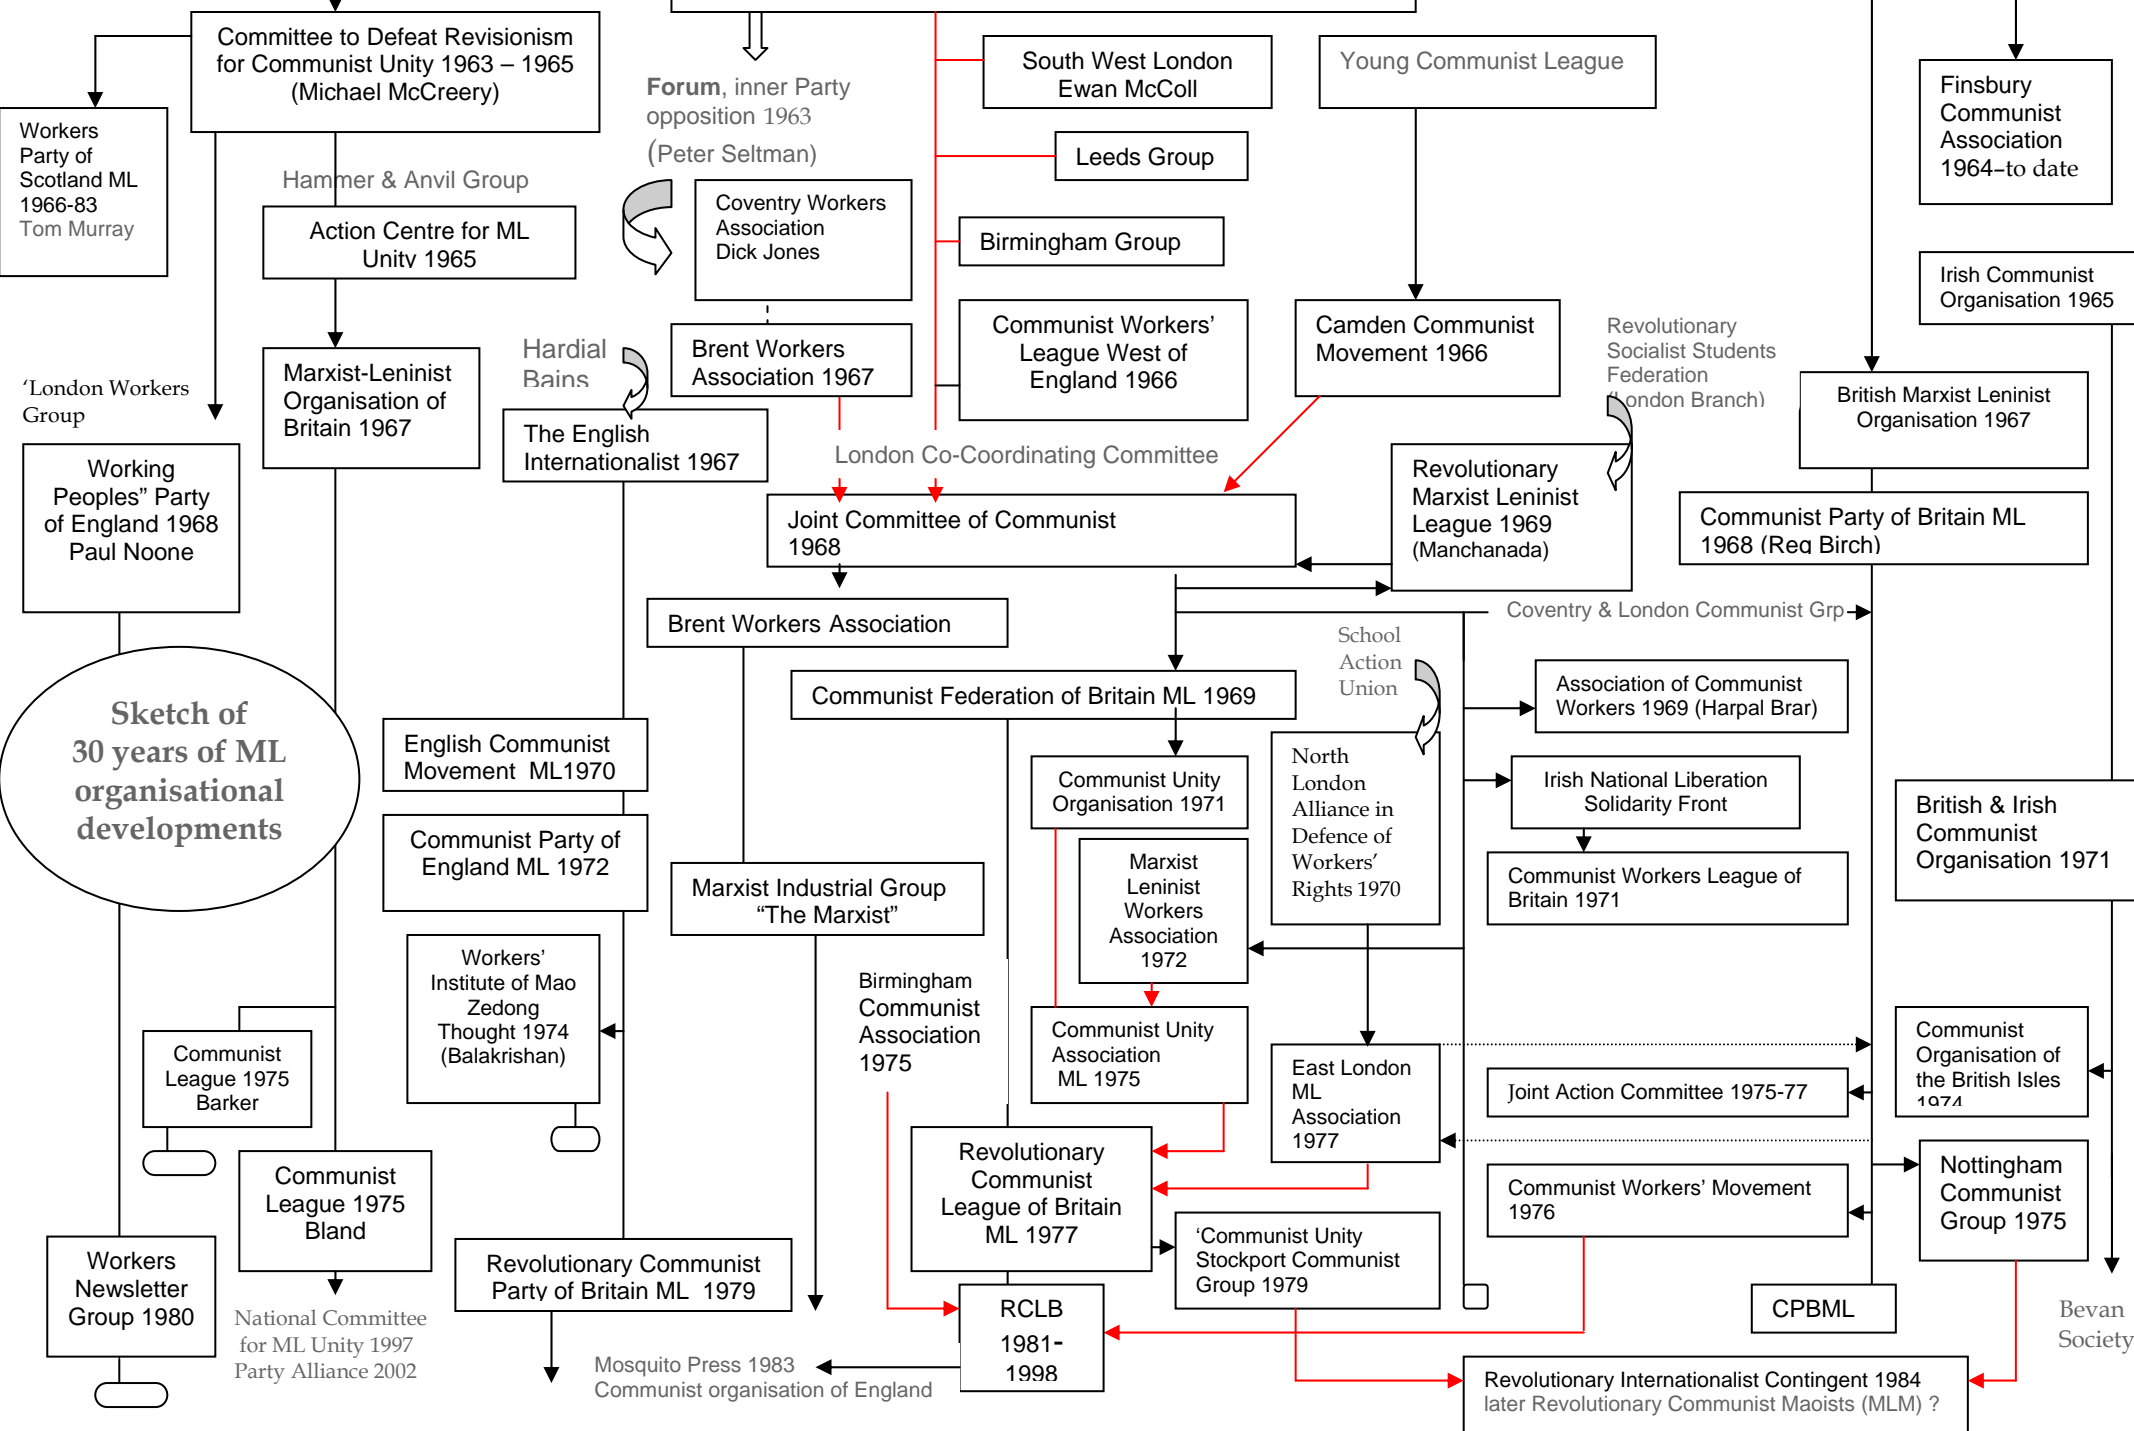 Committee to Defeat Revisionism
for Communist Unity 1963 – 1965
(Michael McCreery)
Workers
Party of
Scotland ML
1966-83
Tom Murray
Hammer & Anvil Group
Action Centre for ML
Unity 1965
Forum, inner Party
opposition 1963
(Peter Seltman)
Coventry Workers
Association
Dick Jones
South West London
Ewan McColl
Leeds Group
Birmingham Group
Communist Workers’
League West of
England 1966
Young Communist League
Camden Communist
Movement 1966
Revolutionary
Socialist Students
Federation
(London Branch)
Finsbury
Communist
Association
1964–to date
Irish Communist
Organisation 1965
‘London Workers
Group
Marxist-Leninist
Organisation of
Britain 1967
Hardial
Bains
Brent Workers
Association 1967
The English
Internationalist 1967
London Co-Coordinating Committee
British Marxist Leninist
Organisation 1967
Working
Peoples” Party
of England 1968
Paul Noone
Joint Committee of Communist
1968
Revolutionary
Marxist Leninist
League 1969
(Manchanada)
Communist Party of Britain ML
1968 (Reg Birch)
Brent Workers Association
Coventry & London Communist Grp
School
Action
Union
Communist Federation of Britain ML 1969
Association of Communist
Workers 1969 (Harpal Brar)
Sketch of
30 years of ML
organisational
developments
English Communist
Movement  ML1970
Communist Party of
England ML 1972
Communist Unity
Organisation 1971
North
London
Alliance in
Defence of
Workers’
Rights 1970
Irish National Liberation
Solidarity Front
Communist Workers League of
Britain 1971
British & Irish
Communist
Organisation 1971
Marxist Industrial Group
“The Marxist”
Marxist
Leninist
Workers
Association
1972
Workers’
Institute of Mao
Zedong
Thought 1974
(Balakrishan)
Birmingham
Communist
Association
1975
Communist Unity
Association
ML 1975
Communist
League 1975
Barker
East London
ML
Association
1977
Joint Action Committee 1975-77
Communist
Organisation of
the British Isles
1974
Communist
League 1975
Bland
Revolutionary
Communist
League of Britain
ML 1977
Communist Workers’ Movement
1976
Nottingham
Communist
Group 1975
Workers
Newsletter
Group 1980
Revolutionary Communist
Party of Britain ML  1979
‘Communist Unity
Stockport Communist
Group 1979
National Committee
for ML Unity 1997
Party Alliance 2002
RCLB
1981-
1998
CPBML
Bevan
Society
Mosquito Press 1983
Communist organisation of England
Revolutionary Internationalist Contingent 1984
later Revolutionary Communist Maoists (MLM) ?